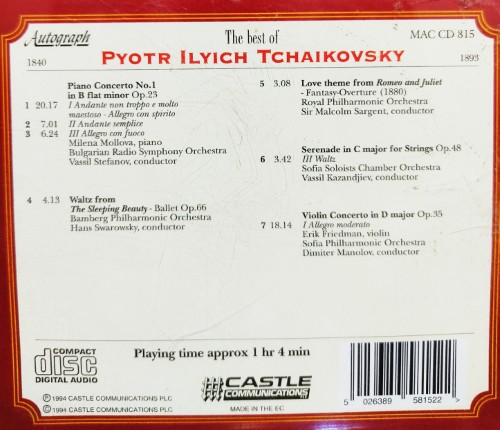 Autograph
The best of
MAC CD 815
1840
PYOTR ILYICH TCHAIKOVSKY
1893
Piano Concerto No.1
in B flat minor Op.23
1 20.17 I Andante non troppo e molto
maestoso - Allegro con spirito
2 7.01 II Andante semplice
3 6.24 III Allegro con fuoco
Milena Mollova, piano
Bulgarian Radio Symphony Orchestra
Vassil Stefanov, conductor
4 4.13 Waltz from
The Sleeping Beauty - Ballet Op.66
Bamberg Philharmonic Orchestra
Hans Swarowsky, conductor
5 3.08 Love theme from Romeo and Juliet -
Fantasy-Overture (1880)
Royal Philharmonic Orchestra
Sir Malcolm Sargent, conductor
Serenade in C major for Strings Op.48
6 3.42 III Waltz
Sofia Soloists Chamber Orchestra
Vassil Kazandjiev, conductor
Violin Concerto in D major Op.35
7 18.14 I Allegro moderato
Erik Friedman, violin
Sofia Philharmonic Orchestra
Dimiter Manolov, conductor
Playing time approx 1 hr 4 min
COMPACT
disc
DIGITAL AUDIO
CASTLE
COMMUNICATIONS PLC
MADE IN THE EC
Ⓟ 1994 CASTLE COMMUNICATIONS PLC
© 1994 CASTLE COMMUNICATIONS PLC
5 026389 581522 >